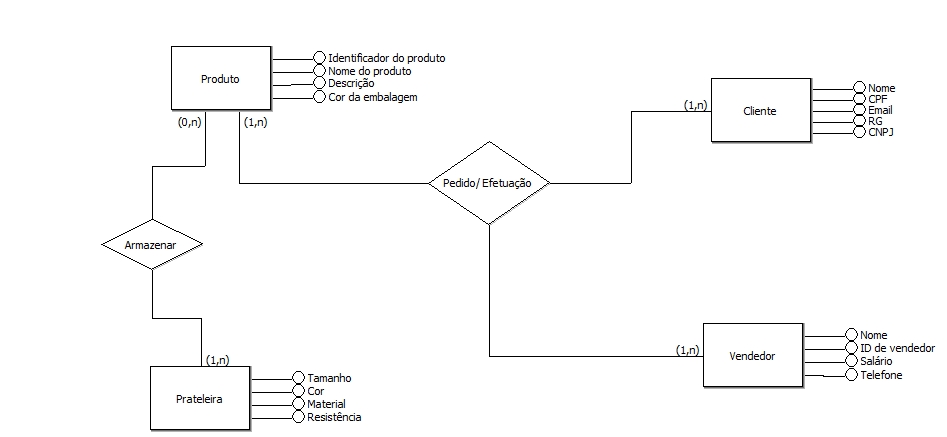 Produto
Identificador do produto
Nome do produto
Descrição
Cor da embalagem
(0,n)
(1,n)
Cliente
(1,n)
Nome
CPF
Email
RG
CNPJ
Pedido/ Efetuação
Armazenar
(1,n)
Prateleira
Tamanho
Cor
Material
Resistência
(1,n)
Vendedor
Nome
ID de vendedor
Salário
Telefone